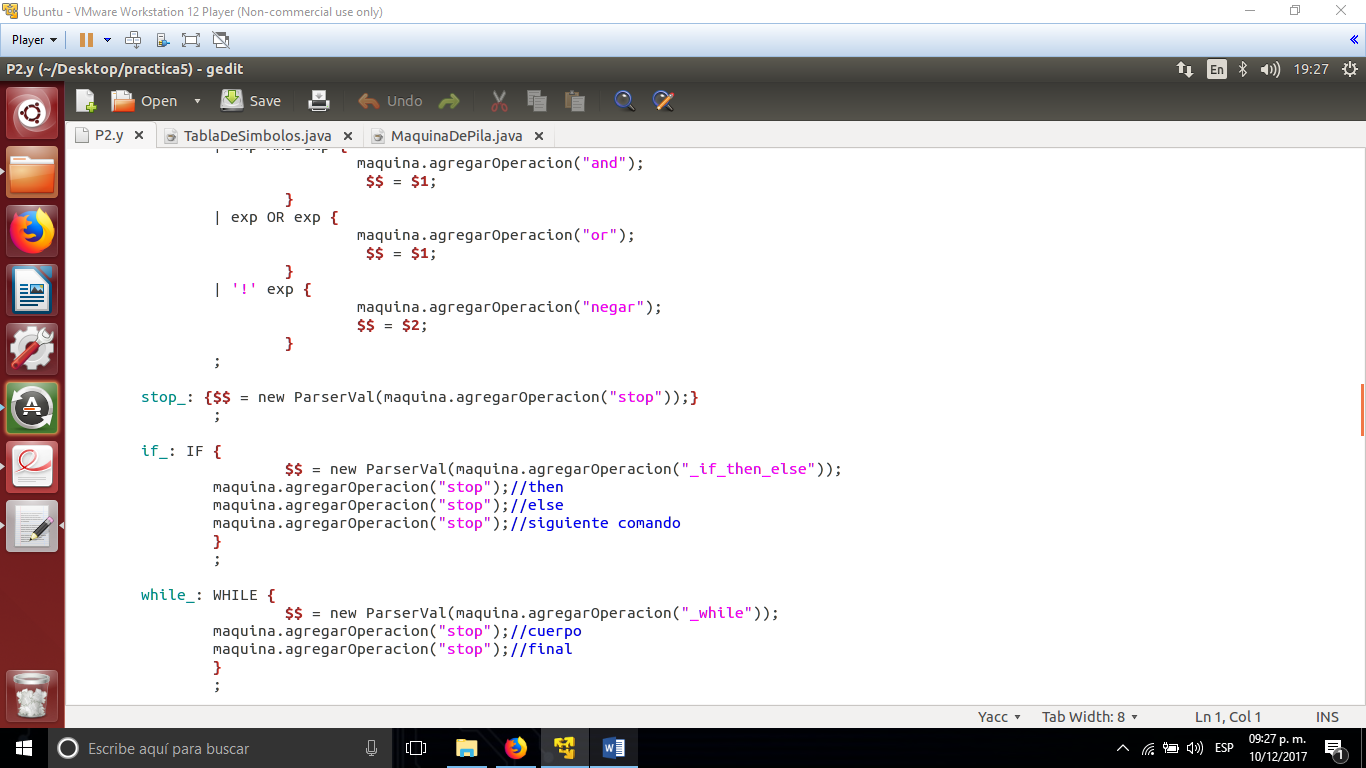 Ubuntu - VMware Workstation 12 Player (Non-commercial use only)
Player
P2.y (~/Desktop/practica5) - gedit
En
19:27
Open
Save
Undo
P2.y
TablaDeSimbolos.java
MaquinaDePila.java
| exp AND exp {
maquina.agregarOperacion("and");
$$ = $1;
}
| exp OR exp {
maquina.agregarOperacion("or");
$$ = $1;
}
| '!' exp {
maquina.agregarOperacion("negar");
$$ = $2;
}
;
stop_: {$$ = new ParserVal(maquina.agregarOperacion("stop"));}
;
if_: IF {
$$ = new ParserVal(maquina.agregarOperacion("_if_then_else"));
maquina.agregarOperacion("stop");//then
maquina.agregarOperacion("stop");//else
maquina.agregarOperacion("stop");//siguiente comando
}
;
while_: WHILE {
$$ = new ParserVal(maquina.agregarOperacion("_while"));
maquina.agregarOperacion("stop");//cuerpo
maquina.agregarOperacion("stop");//final
}
;
Yacc
Tab Width: 8
Ln 1, Col 1
INS
Escribe aquí para buscar
ESP
09:27 p. m.
10/12/2017
1